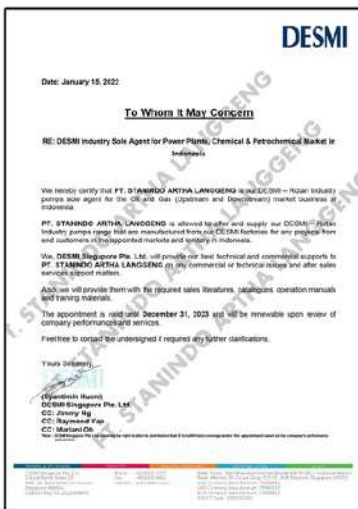 DESMI
Date: January 15, 2022
To Whom It May Concern
RE: DESMI Industry Sole Agent for Power Plants, Chemical & Petrochemical Market in
Indonesia
We hereby certify that PT. STANINDO ARTHA LANGGENG is our DESMI – Rotan Industry
pumps sole agent for the Oil and Gas (Upstream and Downstream) market business in
Indonesia.
PT. STANINDO ARTHA LANGGENG is allowed to offer and supply our DESMI – Rotan
Industry pumps range that are manufactured from our DESMI factories for any projects from
end customers in the appointed markets and territory in Indonesia.
We, DESMI Singapore Pte. Ltd. will provide our best technical and commercial supports to
PT. STANINDO ARTHA LANGGENG on any commercial or technical issues and after sales
services support matters.
Also, we will provide them with the required sales literatures, catalogues, operation manuals
and training materials.
The appointment is valid until December 31, 2023 and will be renewable upon review of
company performances and services.
Feel free to contact the undersigned if required any further clarifications.
Yours Sincerely,
DESMI
DESMI Singapore Pte. Ltd.
CC: Jimmy Ng
CC: Raymond Yap
CC: Mariani Oh
PT. STANINDO ARTHA LANGGENG
PT. STANINDO ARTHA LANGGENG